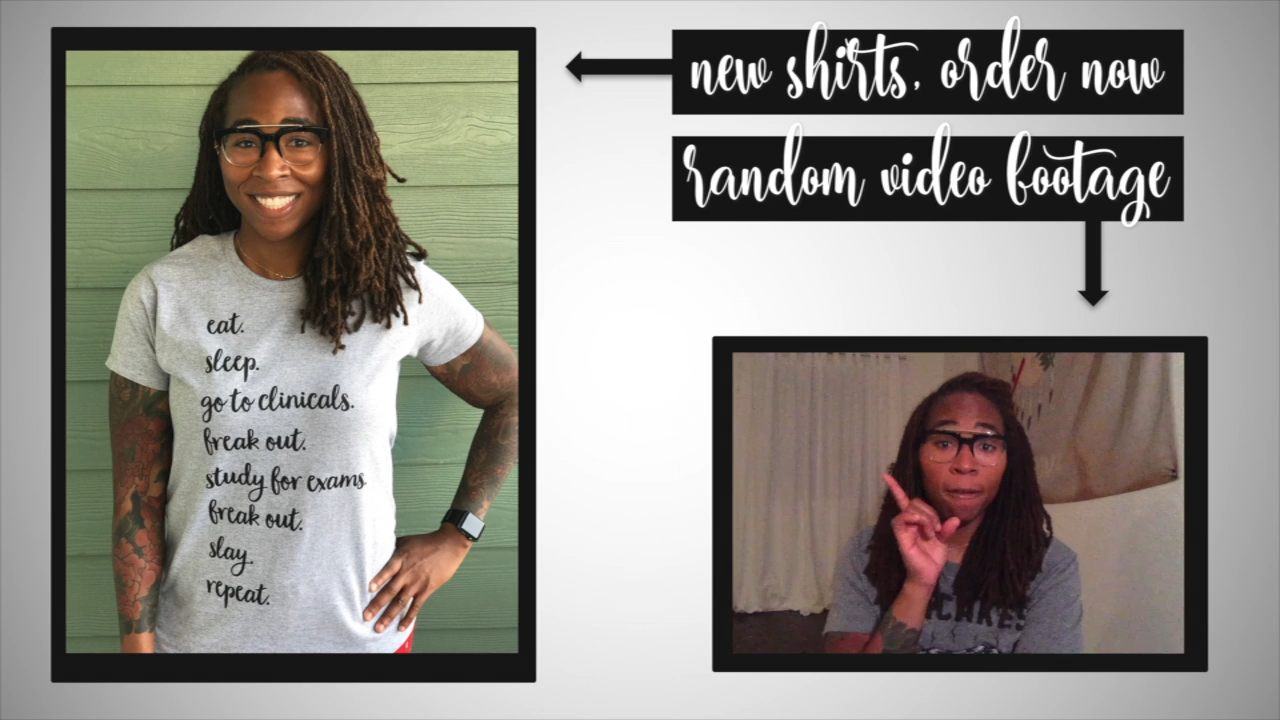 new shirts, order now
random video footage
eat.
sleep.
go to clinicals.
freak out.
study for exams.
freak out.
slay.
repeat.